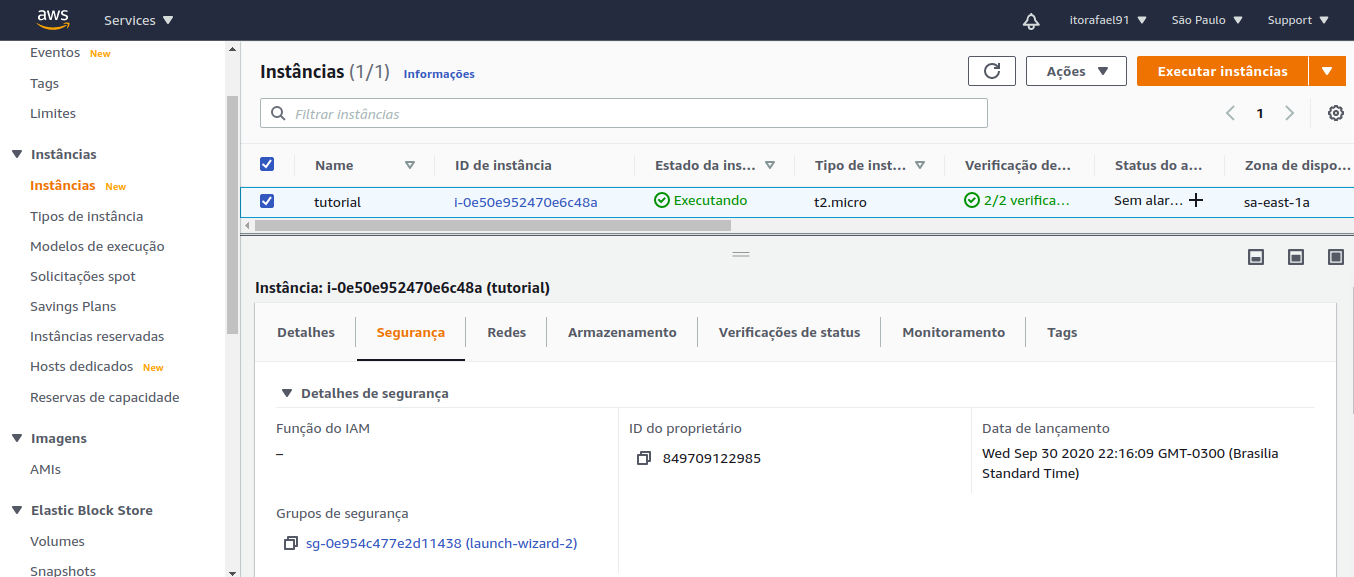 aws Services itorafael91 São Paulo Support
Eventos New
Tags
Limites
Instâncias
Instâncias New
Tipos de instância
Modelos de execução
Solicitações spot
Savings Plans
Instâncias reservadas
Hosts dedicados New
Reservas de capacidade
Imagens
AMIs
Elastic Block Store
Volumes
Snapshots
Instâncias (1/1) Informações Ações Executar instâncias
Filtrar instâncias 1
Name ID de instância Estado da ins... Tipo de inst... Verificação de... Status do a... Zona de dispo...
tutorial i-0e50e952470e6c48a Executando t2.micro 2/2 verifica... Sem alar... sa-east-1a
Instância: i-0e50e952470e6c48a (tutorial)
Detalhes Segurança Redes Armazenamento Verificações de status Monitoramento Tags
Detalhes de segurança
Função do IAM
–
ID do proprietário
849709122985
Data de lançamento
Wed Sep 30 2020 22:16:09 GMT-0300 (Brasilia
Standard Time)
Grupos de segurança
sg-0e954c477e2d11438 (launch-wizard-2)